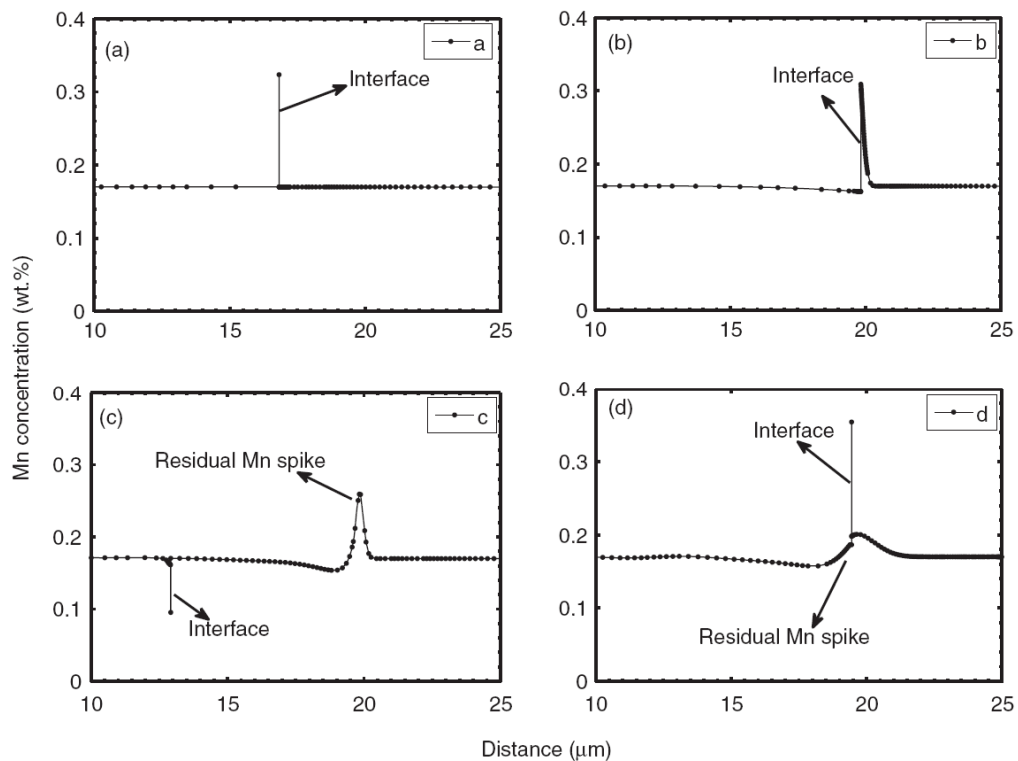 Mn concentration (wt.%)
(a)
a
Interface
0.4
0.3
0.2
0.1
0
10
15
20
25
(b)
b
Interface
0.4
0.3
0.2
0.1
0
10
15
20
25
(c)
c
Residual Mn spike
Interface
0.4
0.3
0.2
0.1
0
10
15
20
25
(d)
d
Interface
Residual Mn spike
0.4
0.3
0.2
0.1
0
10
15
20
25
Distance (μm)